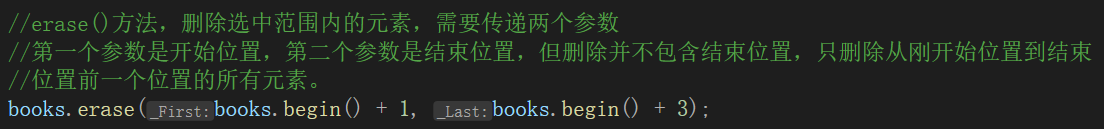 //erase()方法，删除选中范围内的元素，需要传递两个参数
//第一个参数是开始位置，第二个参数是结束位置，但删除并不包含结束位置，只删除从刚开始位置到结束
//位置前一个位置的所有元素。
books.erase(_First:books.begin() + 1, _Last:books.begin() + 3);